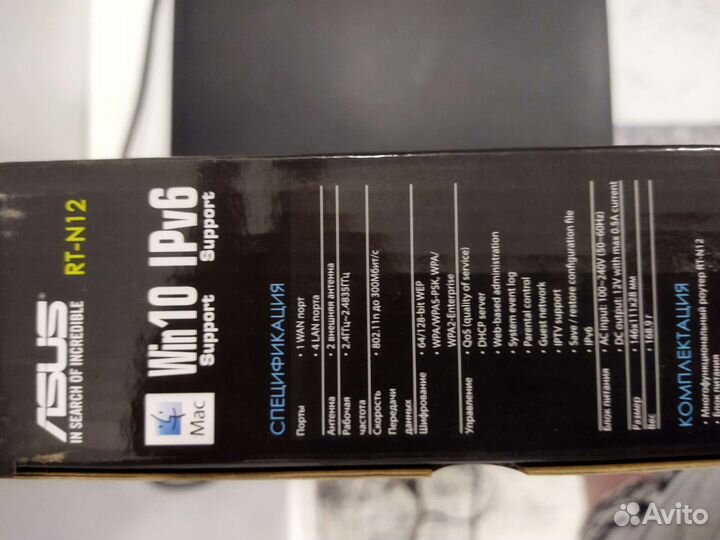 ASUS
IN SEARCH OF INCREDIBLE
RT-N12
Mac
Win10
Support
IPv6
Support
СПЕЦИФИКАЦИЯ
Порты
• 1 WAN порт
• 4 LAN порта
Антенна
• 2 внешняя антенна
Рабочая частота
• 2.4ГГц~2.4835ГГц
Скорость Передачи данных
• 802.11n до 300Мбит/с
Шифрование
• 64/128-bit WEP
• WPA/WPA5-PSK, WPA/
WPA2-Enterprise
Управление
• QoS (quality of service)
• DHCP server
• Web-based administration
• System event log
• Parental control
• Guest network
• IPTV support
• Save / restore configuration file
• IPv6
Блок питания
• AC input: 100~240V (50~60Hz)
• DC output: 12V with max 0.5A current
Размер
• 146x111x28 мм
Вес
КОМПЛЕКТАЦИЯ
• Многофункциональный роутер RT-N12
• Блок питания
Avito